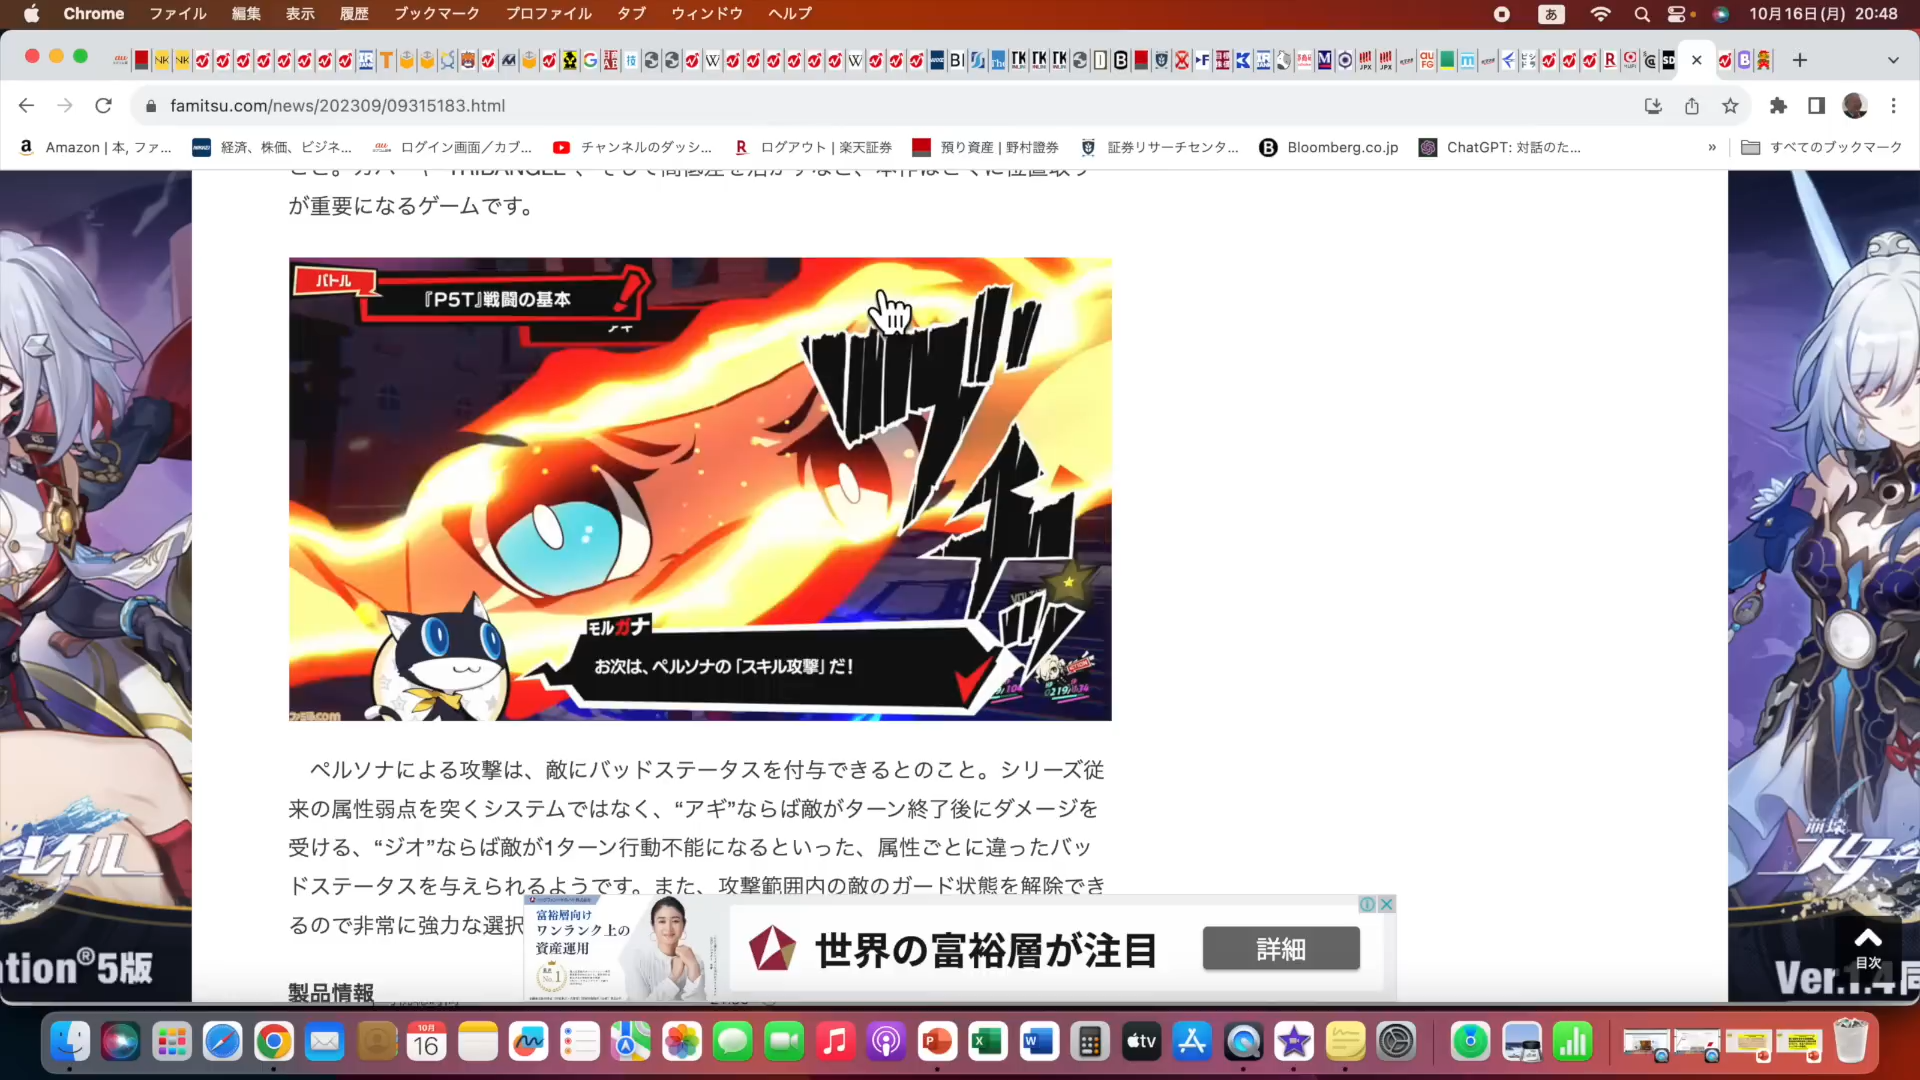 Chrome ファイル 編集 表示 履歴 ブックマーク プロファイル タブ ウィンドウ ヘルプ
あ 10月16日(月) 20:48
famitsu.com/news/202309/09315183.html
Amazon | 本, ファ... 経済、株価、ビジネ... ログイン画面／カブ... チャンネルのダッシ... ログアウト | 楽天証券 預り資産 | 野村證券 証券リサーチセンタ... Bloomberg.co.jp ChatGPT: 対話のた... » すべてのブックマーク
が重要になるゲームです。
バトル
『P5T』戦闘の基本
アギ
モルガナ
お次は、ペルソナの「スキル攻撃」だ！
ペルソナによる攻撃は、敵にバッドステータスを付与できるとのこと。シリーズ従
来の属性弱点を突くシステムではなく、“アギ”ならば敵がターン終了後にダメージを
受ける、“ジオ”ならば敵が1ターン行動不能になるといった、属性ごとに違ったバッ
ドステータスを与えられるようです。また、攻撃範囲内の敵のガード状態を解除でき
るので非常に強力な選択
富裕層向け
ワンランク上の
資産運用
世界の富裕層が注目
詳細
製品情報
レイル
tation®5版
崩壊
Ver.1.4
目次
10月
16
tv